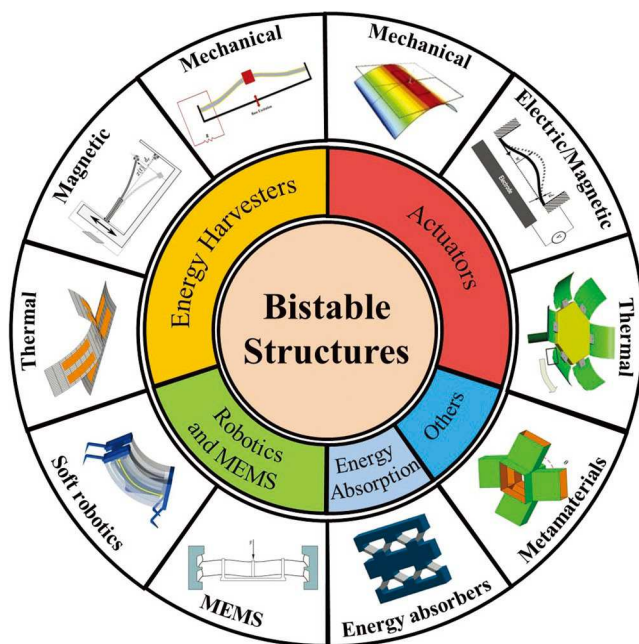 Mechanical
Mechanical
Electric/Magnetic
Thermal
Metamaterials
Energy absorbers
MEMS
Soft robotics
Thermal
Magnetic
Energy Harvesters
Actuators
Others
Energy
Absorption
Robotics
and MEMS
Bistable
Structures
Electrode